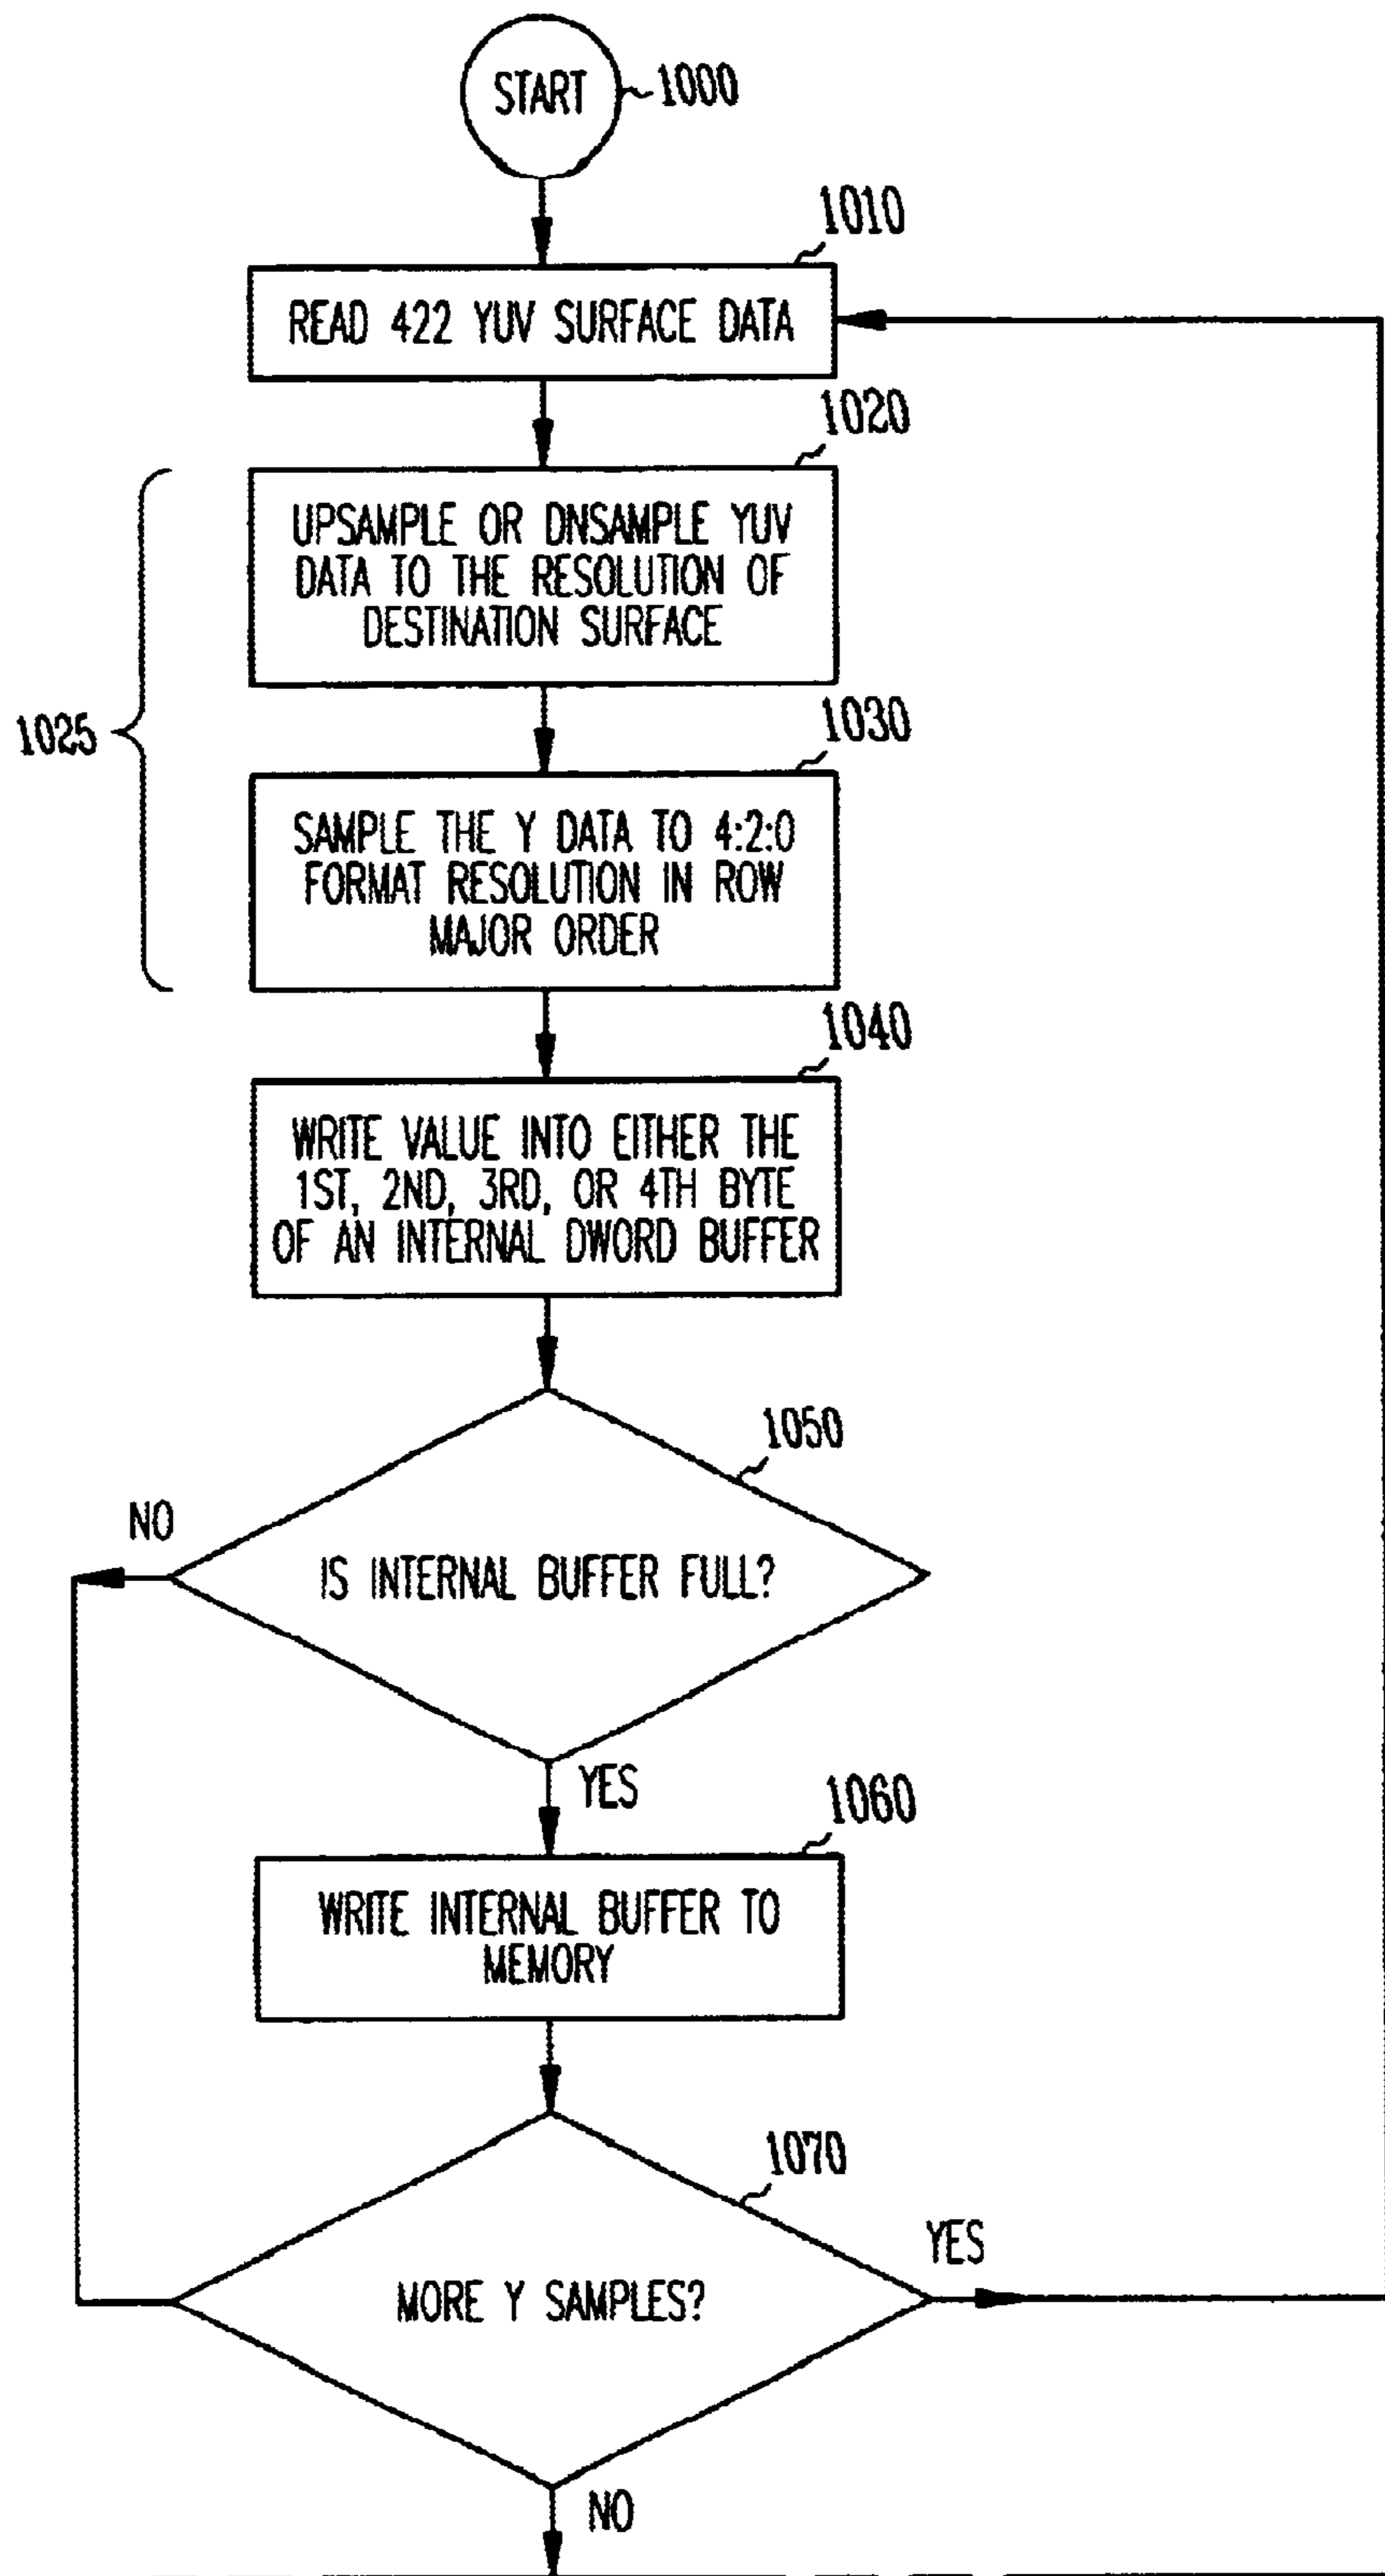 START
1000
1010
READ 422 YUV SURFACE DATA
1020
UPSAMPLE OR DNSAMPLE YUV
DATA TO THE RESOLUTION OF
DESTINATION SURFACE
1025
1030
SAMPLE THE Y DATA TO 4:2:0
FORMAT RESOLUTION IN ROW
MAJOR ORDER
1040
WRITE VALUE INTO EITHER THE
1ST, 2ND, 3RD, OR 4TH BYTE
OF AN INTERNAL DWORD BUFFER
1050
NO
IS INTERNAL BUFFER FULL?
YES
1060
WRITE INTERNAL BUFFER TO
MEMORY
1070
YES
MORE Y SAMPLES?
NO